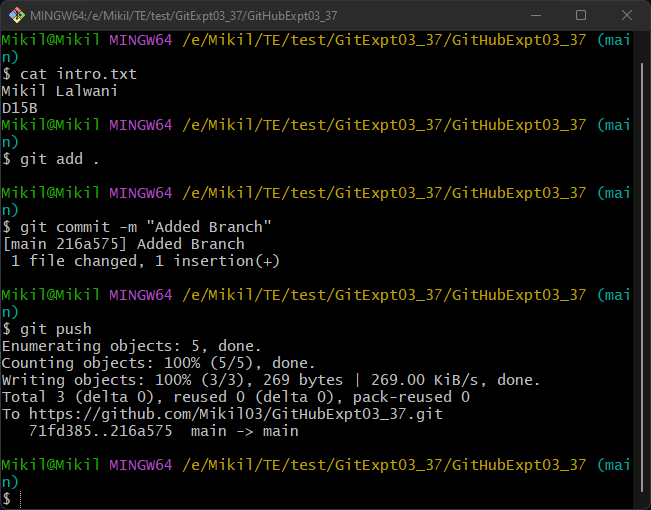 MINGW64:/e/Mikil/TE/test/GitExpt03_37/GitHubExpt03_37
Mikil@Mikil MINGW64 /e/Mikil/TE/test/GitExpt03_37/GitHubExpt03_37 (mai
n)
$ cat intro.txt
Mikil Lalwani
D15B
Mikil@Mikil MINGW64 /e/Mikil/TE/test/GitExpt03_37/GitHubExpt03_37 (mai
n)
$ git add .
Mikil@Mikil MINGW64 /e/Mikil/TE/test/GitExpt03_37/GitHubExpt03_37 (mai
n)
$ git commit -m "Added Branch"
[main 216a575] Added Branch
 1 file changed, 1 insertion(+)
Mikil@Mikil MINGW64 /e/Mikil/TE/test/GitExpt03_37/GitHubExpt03_37 (mai
n)
$ git push
Enumerating objects: 5, done.
Counting objects: 100% (5/5), done.
Writing objects: 100% (3/3), 269 bytes | 269.00 KiB/s, done.
Total 3 (delta 0), reused 0 (delta 0), pack-reused 0
To https://github.com/Mikil03/GitHubExpt03_37.git
   71fd385..216a575  main -> main
Mikil@Mikil MINGW64 /e/Mikil/TE/test/GitExpt03_37/GitHubExpt03_37 (mai
n)
$